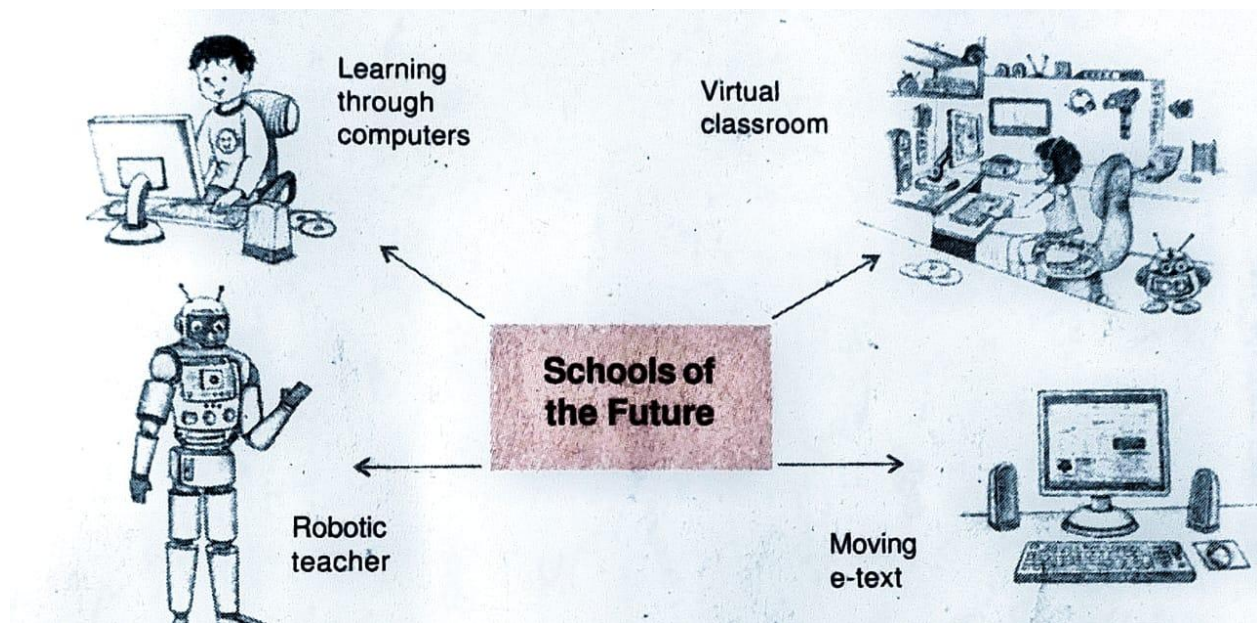 Learning
through
computers
Virtual
classroom
Schools of
the Future
Robotic
teacher
Moving
e-text